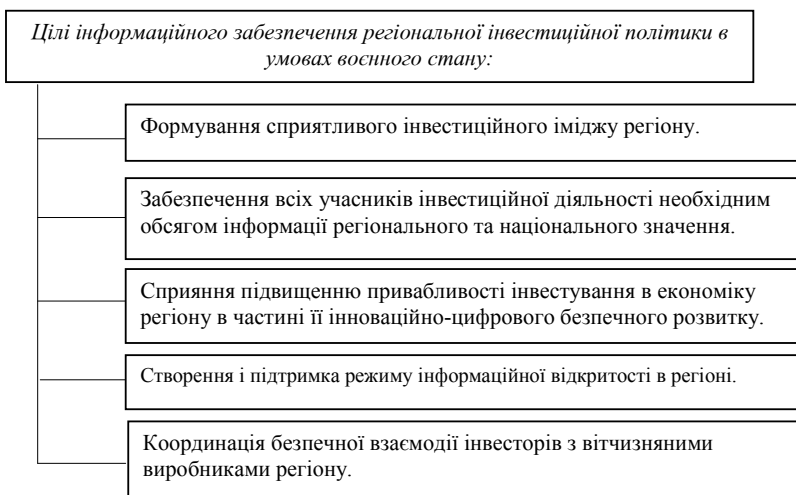 Цілі інформаційного забезпечення регіональної інвестиційної політики в
умовах воєнного стану:
Формування сприятливого інвестиційного іміджу регіону.
Забезпечення всіх учасників інвестиційної діяльності необхідним
обсягом інформації регіонального та національного значення.
Сприяння підвищенню привабливості інвестування в економіку
регіону в частині її інноваційно-цифрового безпечного розвитку.
Створення і підтримка режиму інформаційної відкритості в регіоні.
Координація безпечної взаємодії інвесторів з вітчизняними
виробниками регіону.